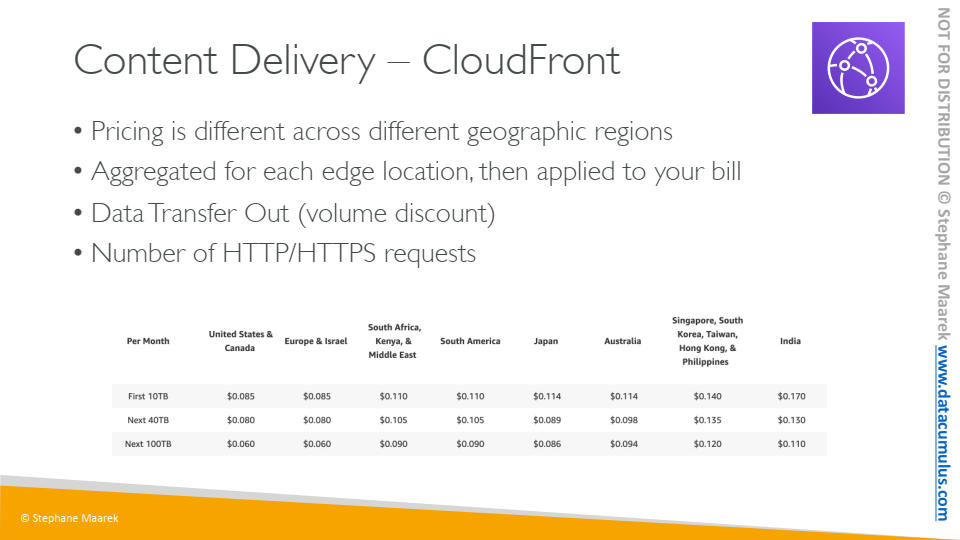 Content Delivery – CloudFront
• Pricing is different across different geographic regions
• Aggregated for each edge location, then applied to your bill
• Data Transfer Out (volume discount)
• Number of HTTP/HTTPS requests
Per Month United States & Canada Europe & Israel South Africa, Kenya, & Middle East South America Japan Australia Singapore, South Korea, Taiwan, Hong Kong, & Philippines India
First 10TB $0.085 $0.085 $0.110 $0.110 $0.114 $0.114 $0.140 $0.170
Next 40TB $0.080 $0.080 $0.105 $0.105 $0.089 $0.098 $0.135 $0.130
Next 100TB $0.060 $0.060 $0.090 $0.090 $0.086 $0.094 $0.120 $0.110
© Stephane Maarek
NOT FOR DISTRIBUTION © Stephane Maarek www.datacumulus.com